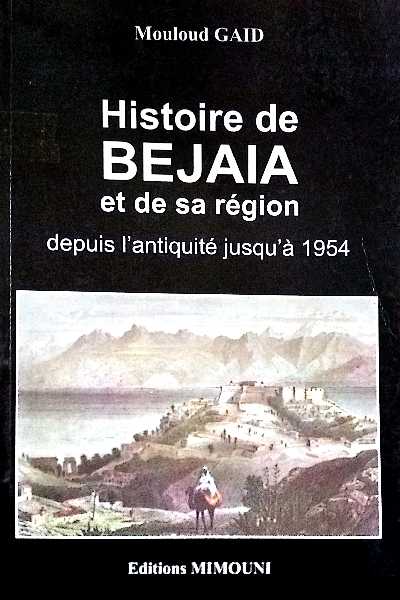 Mouloud GAID
Histoire de
BEJAIA
et de sa région
depuis l'antiquité jusqu'à 1954
Editions MIMOUNI